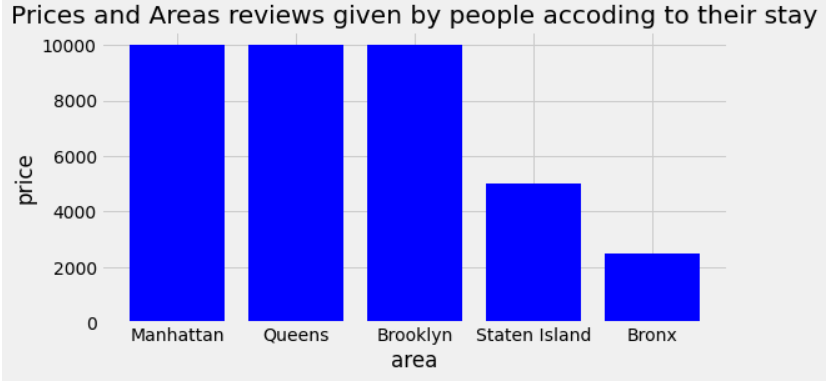 Prices and Areas reviews given by people accoding to their stay
10000
8000
6000
4000
2000
0
price
Manhattan Queens Brooklyn Staten Island Bronx
area